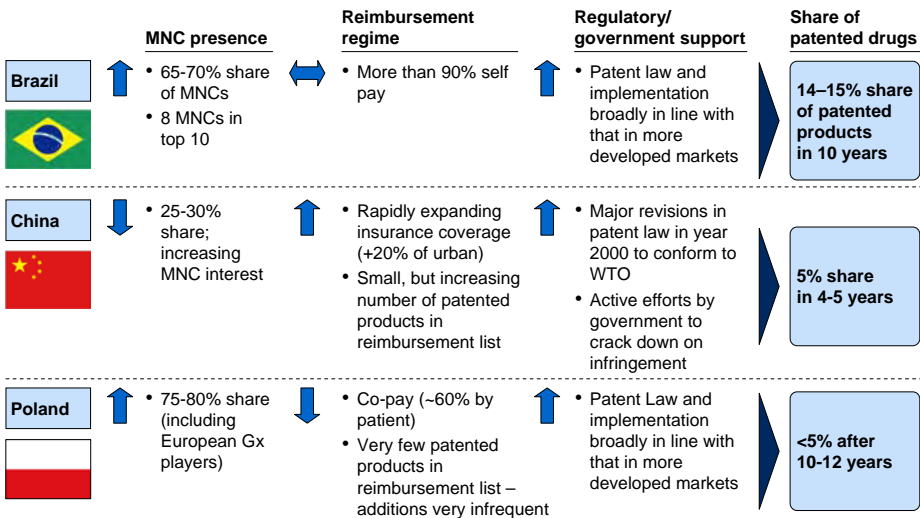 MNC presence
Reimbursement
regime
Regulatory/
government support
Share of
patented drugs
Brazil
• 65-70% share
of MNCs
• 8 MNCs in
top 10
• More than 90% self
pay
• Patent law and
implementation
broadly in line with
that in more
developed markets
14–15% share
of patented
products
in 10 years
China
• 25-30%
share;
increasing
MNC interest
• Rapidly expanding
insurance coverage
(+20% of urban)
• Small, but increasing
number of patented
products in
reimbursement list
• Major revisions in
patent law in year
2000 to conform to
WTO
• Active efforts by
government to
crack down on
infringement
5% share
in 4-5 years
Poland
• 75-80% share
(including
European Gx
players)
• Co-pay (~60% by
patient)
• Very few patented
products in
reimbursement list –
additions very infrequent
• Patent Law and
implementation
broadly in line with
that in more
developed markets
<5% after
10-12 years